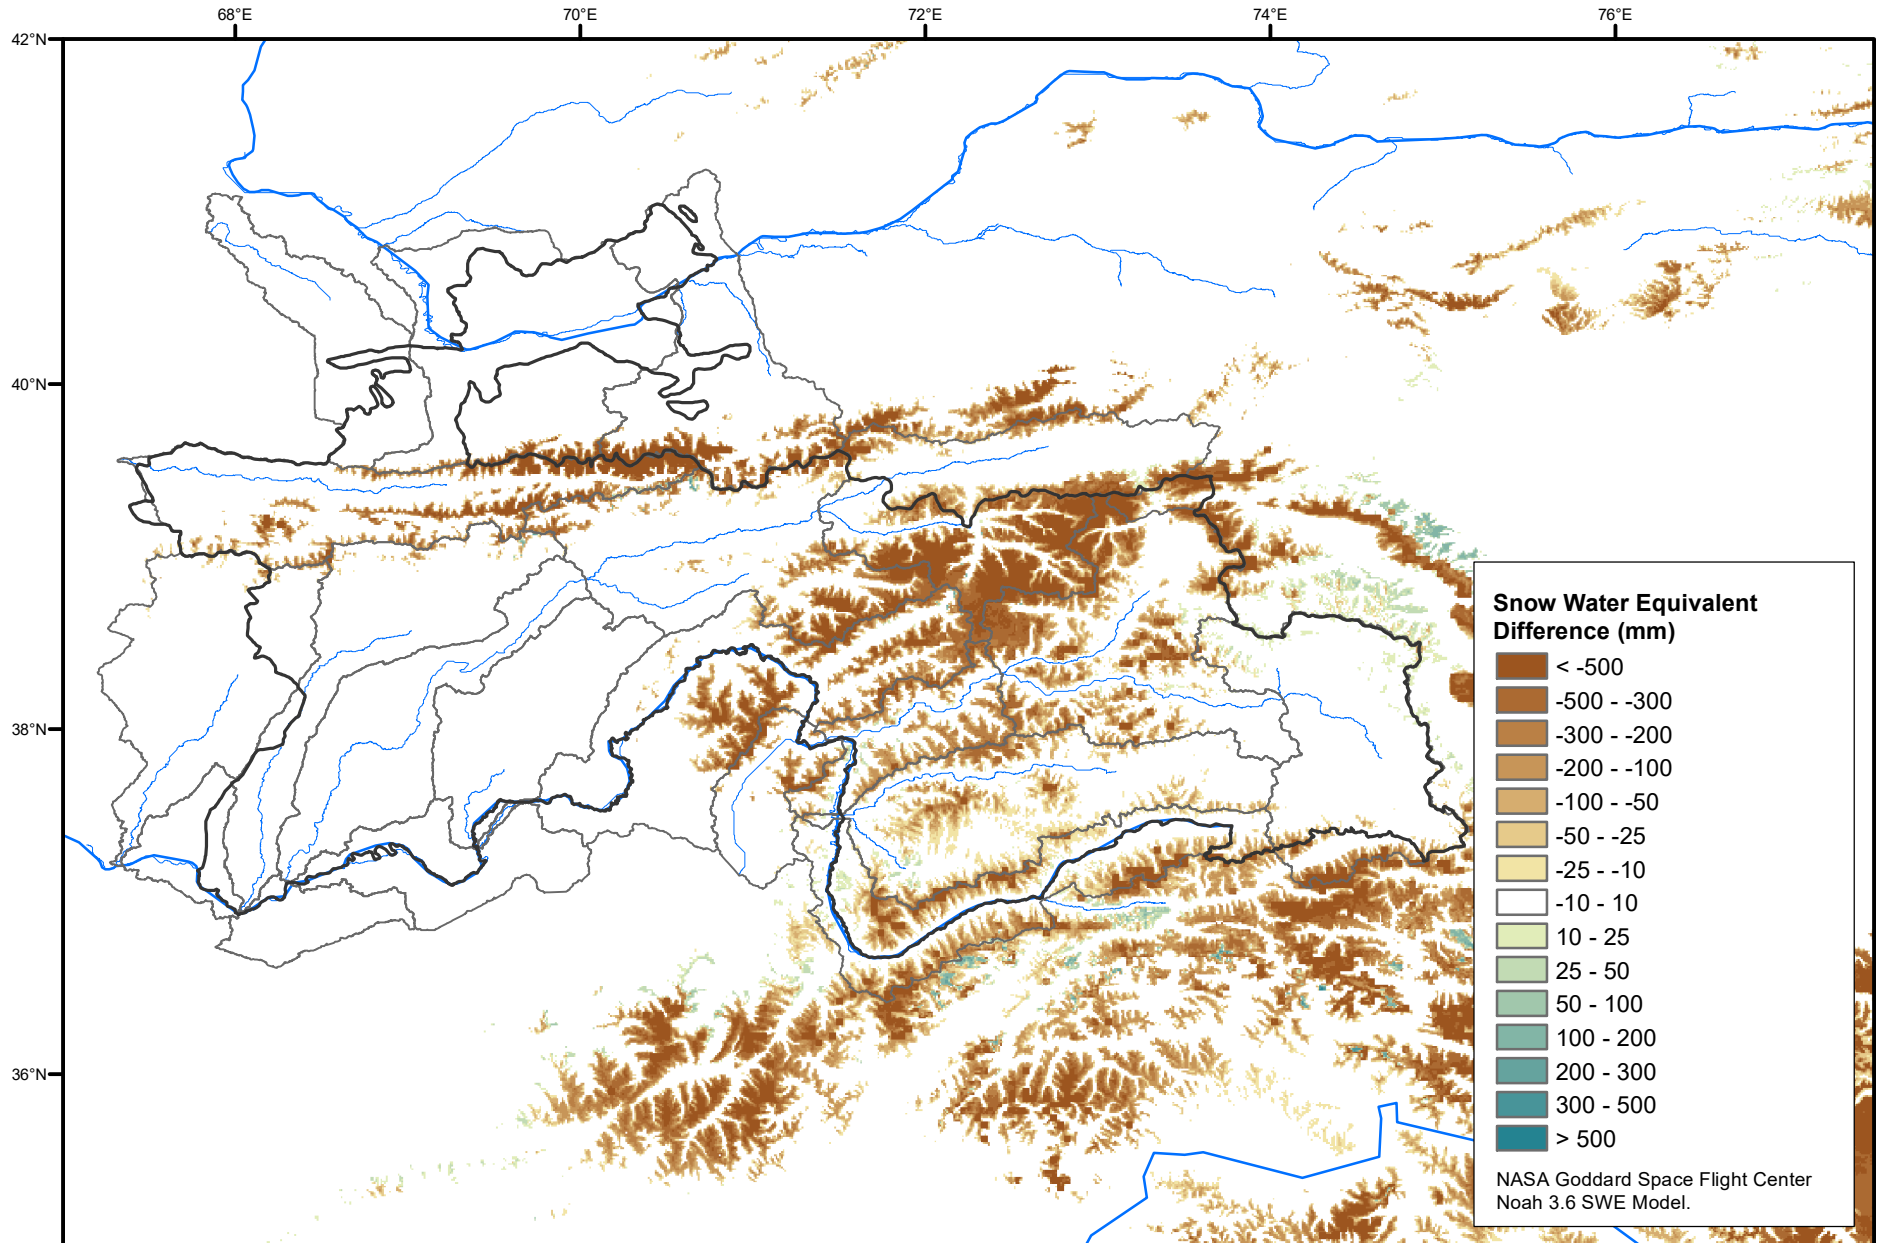 68°E
70°E
72°E
74°E
76°E
42°N
40°N
38°N
36°N
Snow Water Equivalent
Difference (mm)
< -500
-500 - -300
-300 - -200
-200 - -100
-100 - -50
-50 - -25
-25 - -10
-10 - 10
10 - 25
25 - 50
50 - 100
100 - 200
200 - 300
300 - 500
> 500
NASA Goddard Space Flight Center
Noah 3.6 SWE Model.